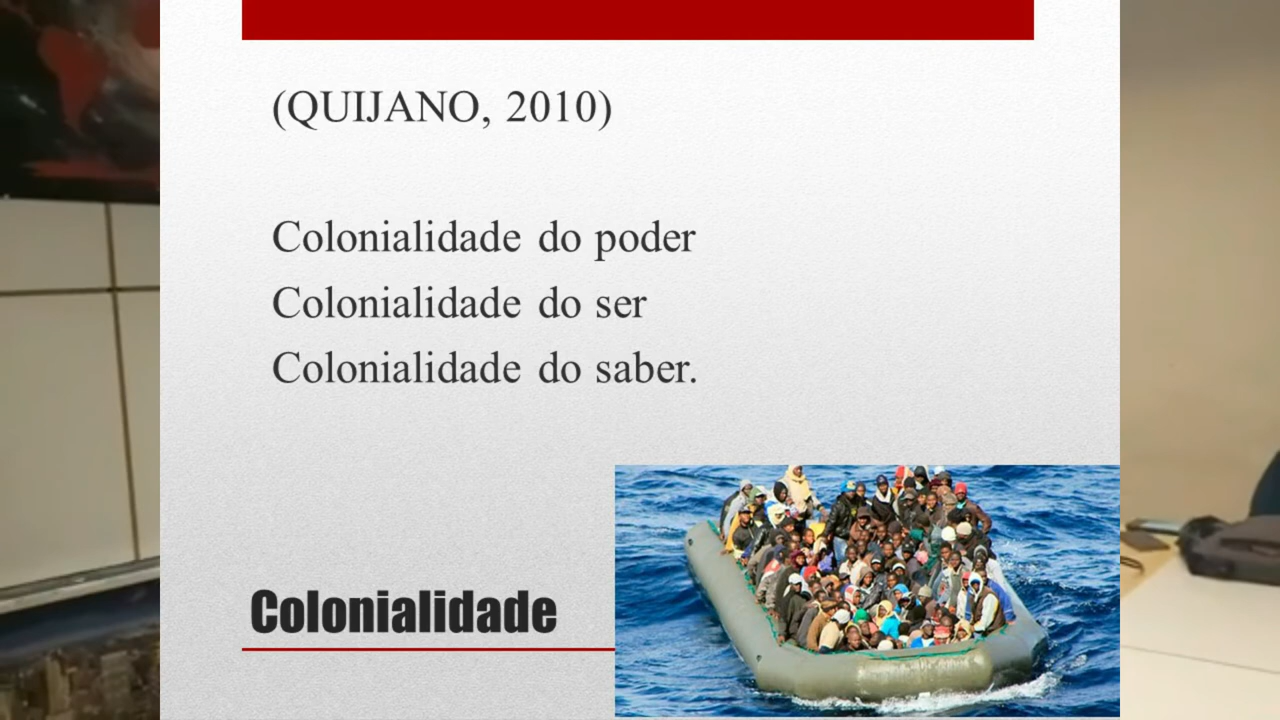 (QUIJANO, 2010)
Colonialidade do poder
Colonialidade do ser
Colonialidade do saber.
Colonialidade